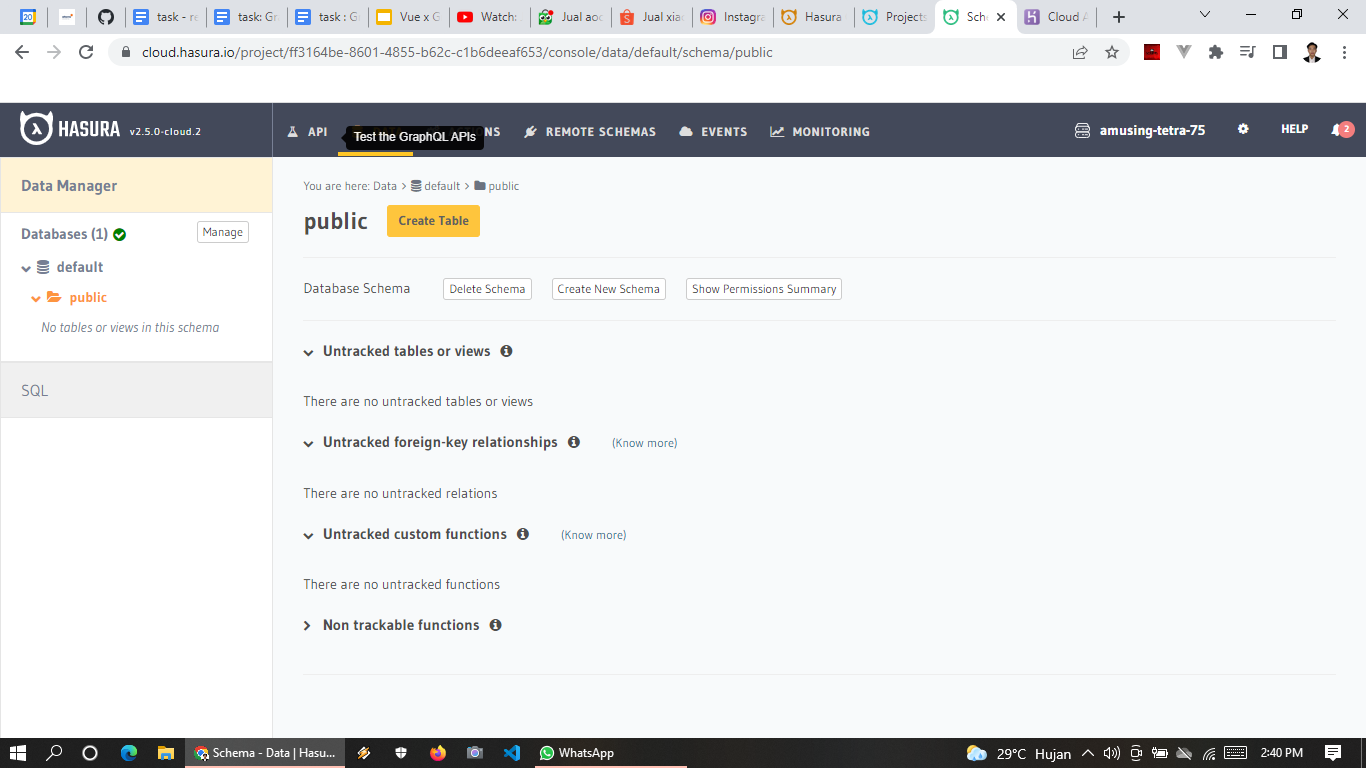 20
task - re
task: Gr
task : G
Vue x G
Watch:
Jual aoc
Jual xiao
Instagra
Hasura
Projects
Sche
Cloud A
cloud.hasura.io/project/ff3164be-8601-4855-b62c-c1b6deeaf653/console/data/default/schema/public
HASURA v2.5.0-cloud.2
API
Test the GraphQL APIs
NS
REMOTE SCHEMAS
EVENTS
MONITORING
amusing-tetra-75
HELP
2
Data Manager
Databases (1)
Manage
default
public
No tables or views in this schema
SQL
You are here: Data > default > public
public
Create Table
Database Schema
Delete Schema
Create New Schema
Show Permissions Summary
Untracked tables or views
There are no untracked tables or views
Untracked foreign-key relationships (Know more)
There are no untracked relations
Untracked custom functions (Know more)
There are no untracked functions
Non trackable functions
Schema - Data | Hasu...
WhatsApp
29°C Hujan
2:40 PM